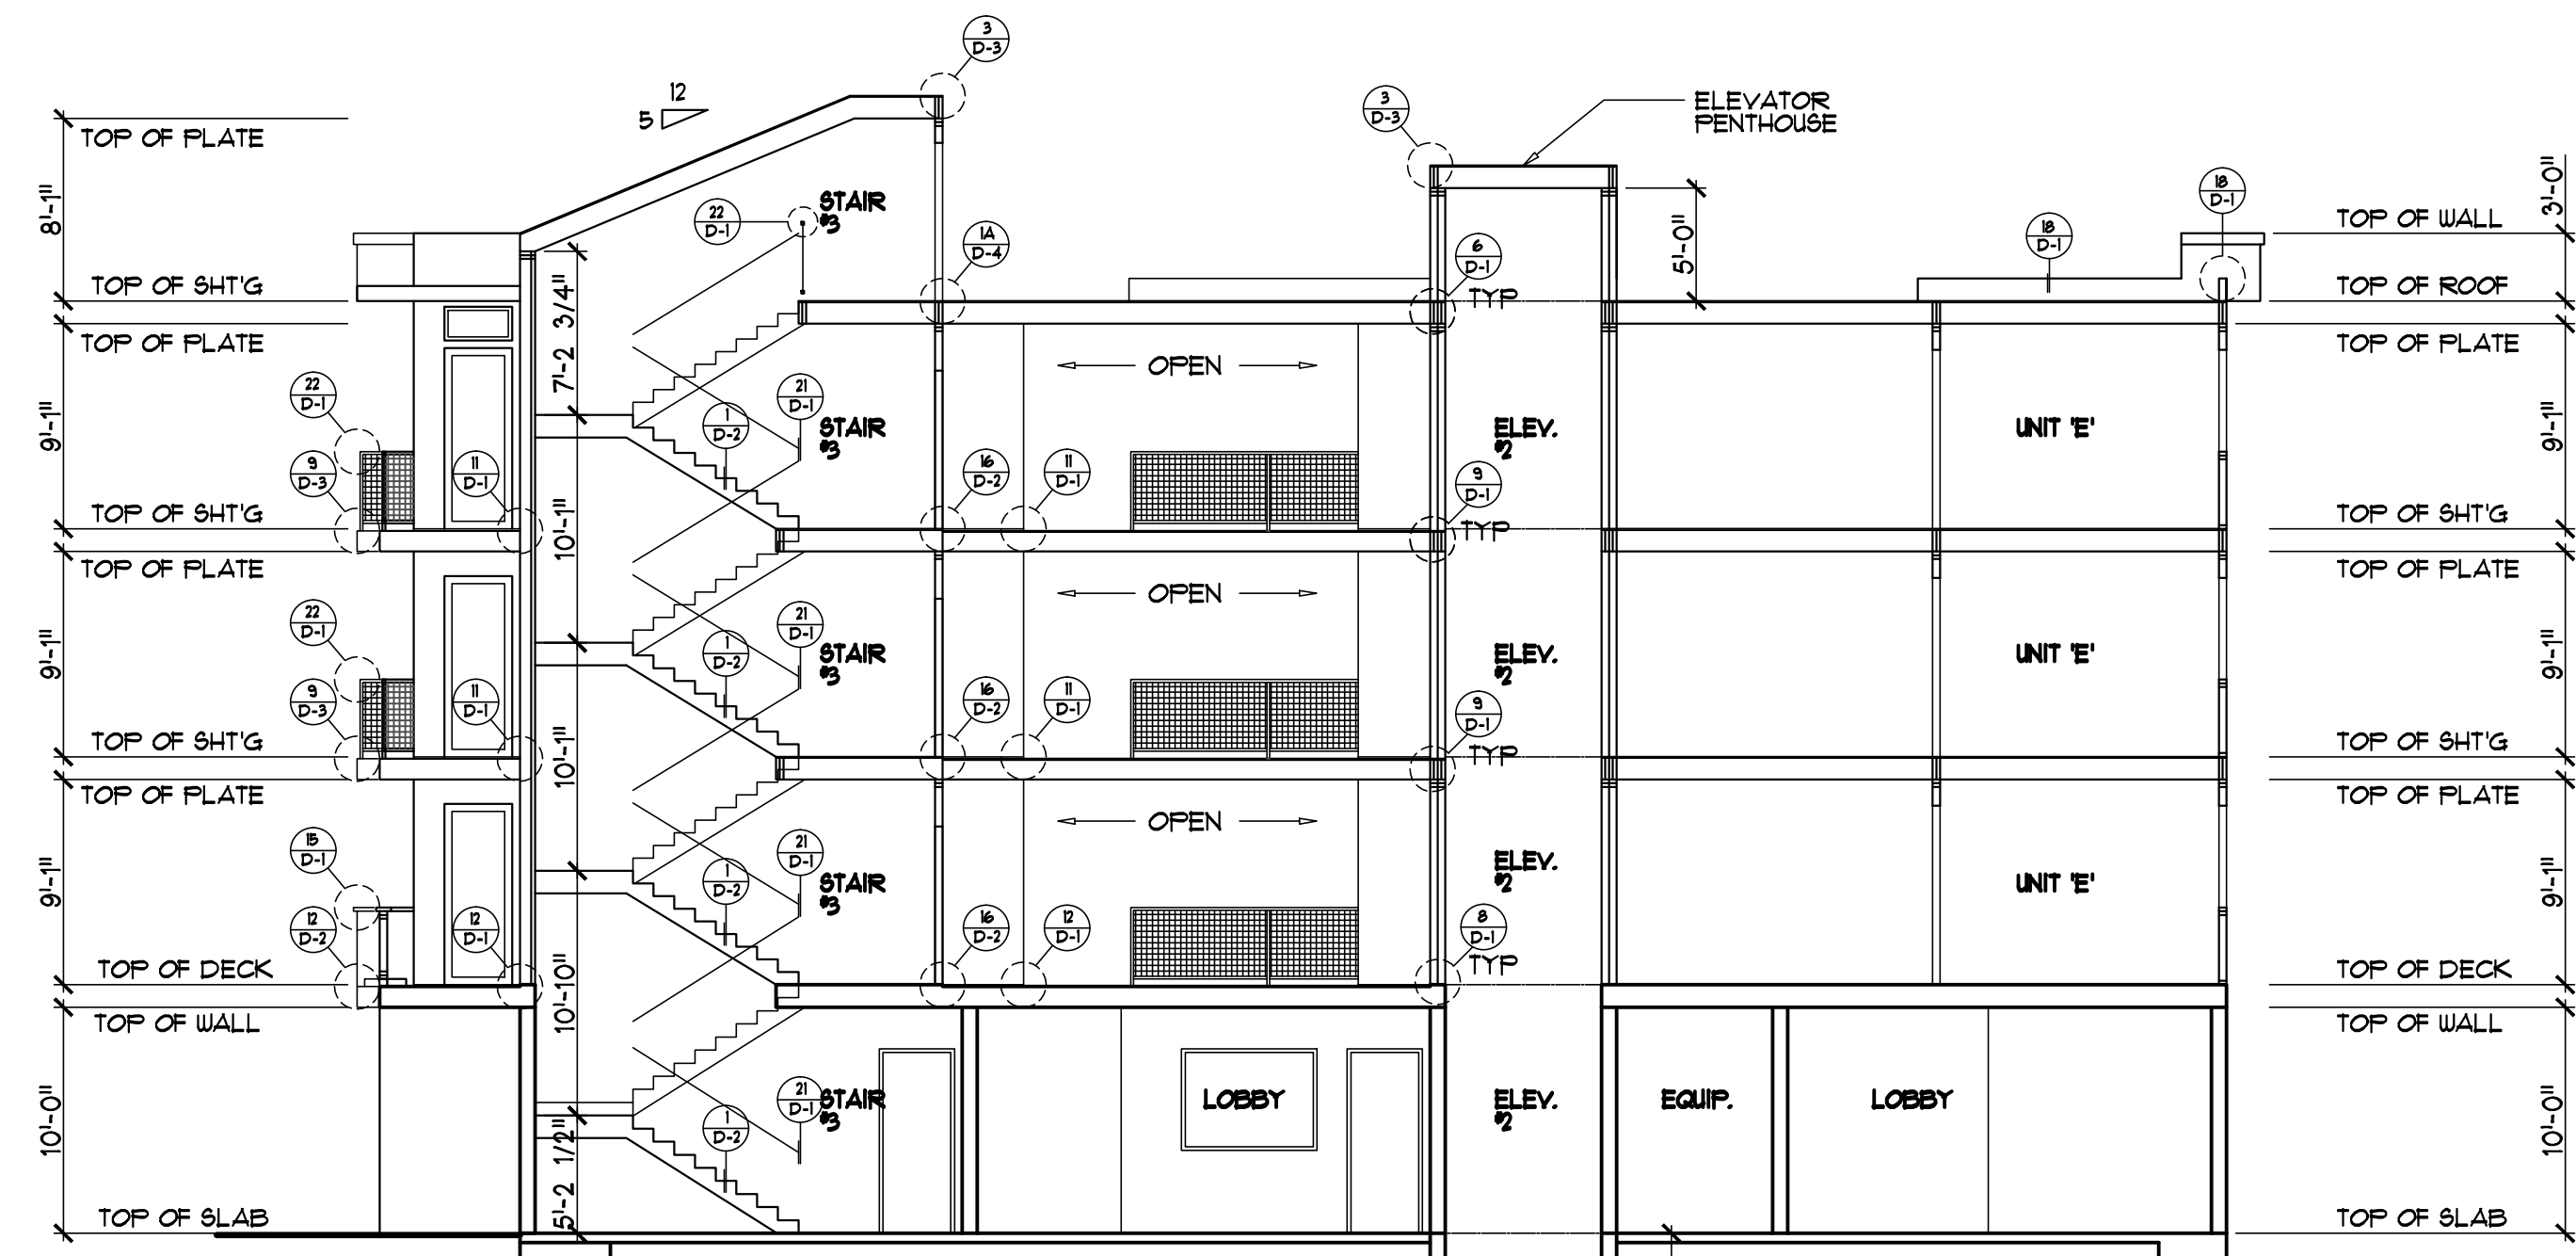 3
D-3
12
5
3
D-3
ELEVATOR
PENTHOUSE
TOP OF PLATE
8'-1"
22
D-1
STAIR
#3
1A
D-4
6
D-1
TYP
5'-0"
18
D-1
18
D-1
TOP OF WALL
3'-0"
TOP OF SHT'G
TOP OF ROOF
7'-2 3/4"
TOP OF PLATE
TOP OF PLATE
OPEN
22
D-1
21
D-1
1
D-2
STAIR
#3
ELEV.
#2
UNIT 'E'
9'-1"
9'-1"
9
D-3
11
D-1
16
D-2
11
D-1
9
D-1
TYP
TOP OF SHT'G
TOP OF SHT'G
10'-1"
TOP OF PLATE
TOP OF PLATE
OPEN
22
D-1
21
D-1
1
D-2
STAIR
#3
ELEV.
#2
UNIT 'E'
9'-1"
9'-1"
9
D-3
11
D-1
16
D-2
11
D-1
9
D-1
TYP
TOP OF SHT'G
TOP OF SHT'G
10'-1"
TOP OF PLATE
TOP OF PLATE
OPEN
15
D-1
21
D-1
1
D-2
STAIR
#3
ELEV.
#2
UNIT 'E'
9'-1"
9'-1"
12
D-2
12
D-1
16
D-2
12
D-1
8
D-1
TYP
TOP OF DECK
TOP OF DECK
10'-10"
TOP OF WALL
TOP OF WALL
21
D-1
1
D-2
STAIR
#3
LOBBY
ELEV.
#2
EQUIP.
LOBBY
10'-0"
10'-0"
5'-2 1/2"
TOP OF SLAB
TOP OF SLAB